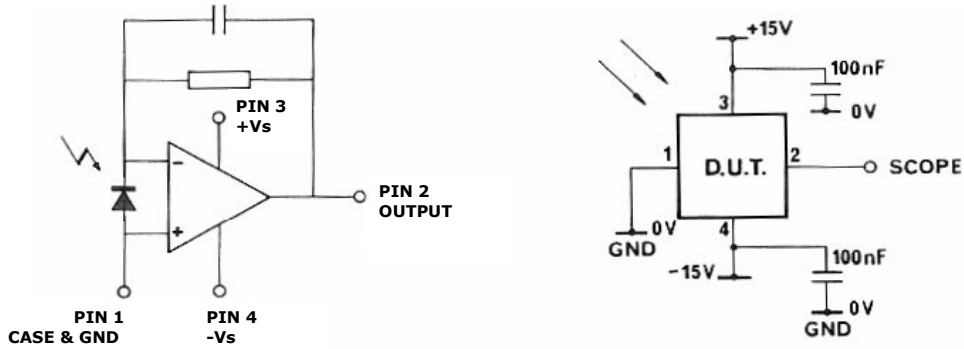 PIN 3
+Vs
−
+
PIN 2
OUTPUT
PIN 1
CASE & GND
PIN 4
-Vs
+15V
100nF
0V
3
1
D.U.T.
2
SCOPE
4
0V
GND
-15V
100nF
0V
GND